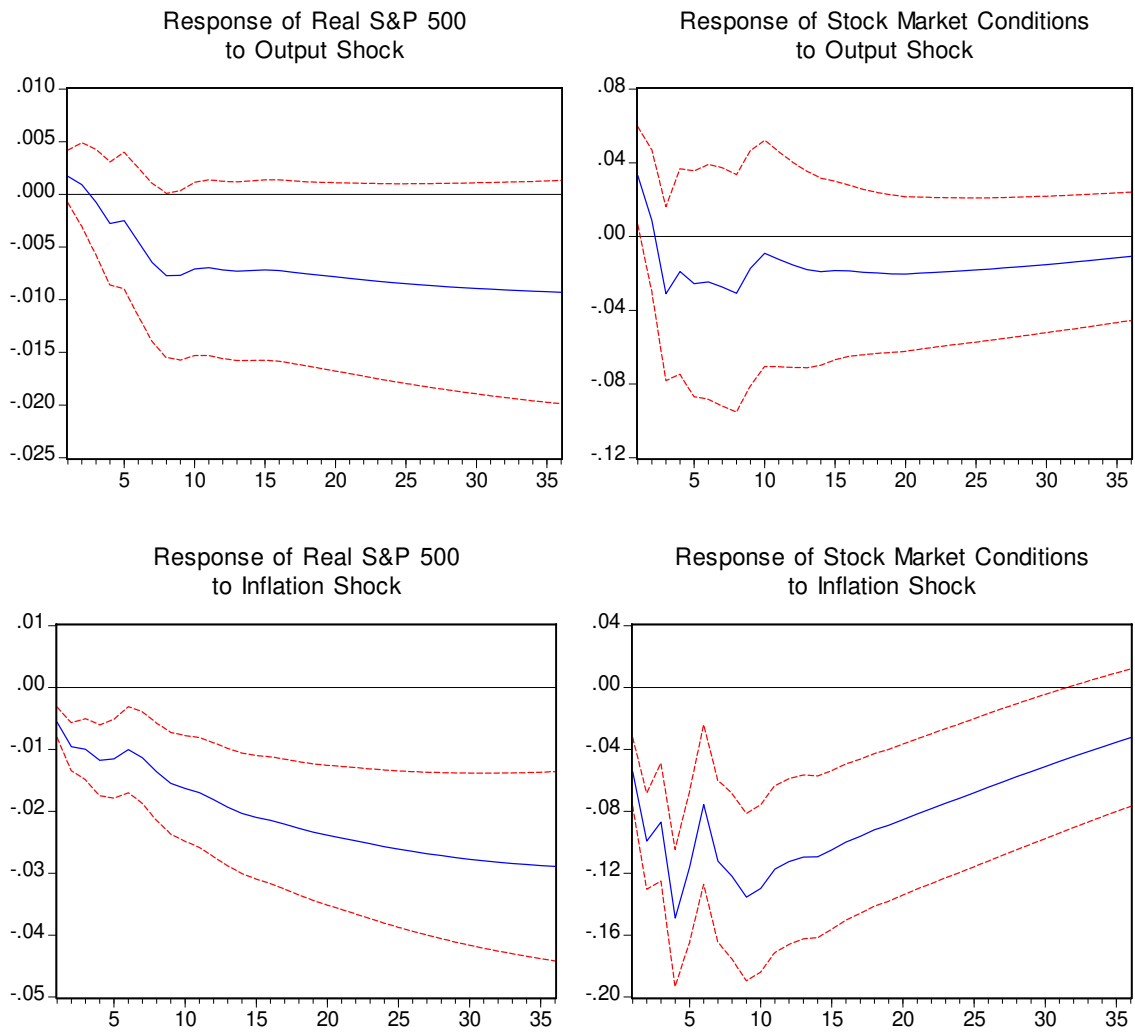 Response of Real S&P 500
to Output Shock
.010
.005
.000
-.005
-.010
-.015
-.020
-.025
5 10 15 20 25 30 35
Response of Stock Market Conditions
to Output Shock
.08
.04
.00
-.04
-.08
-.12
5 10 15 20 25 30 35
Response of Real S&P 500
to Inflation Shock
.01
.00
-.01
-.02
-.03
-.04
-.05
5 10 15 20 25 30 35
Response of Stock Market Conditions
to Inflation Shock
.04
.00
-.04
-.08
-.12
-.16
-.20
5 10 15 20 25 30 35